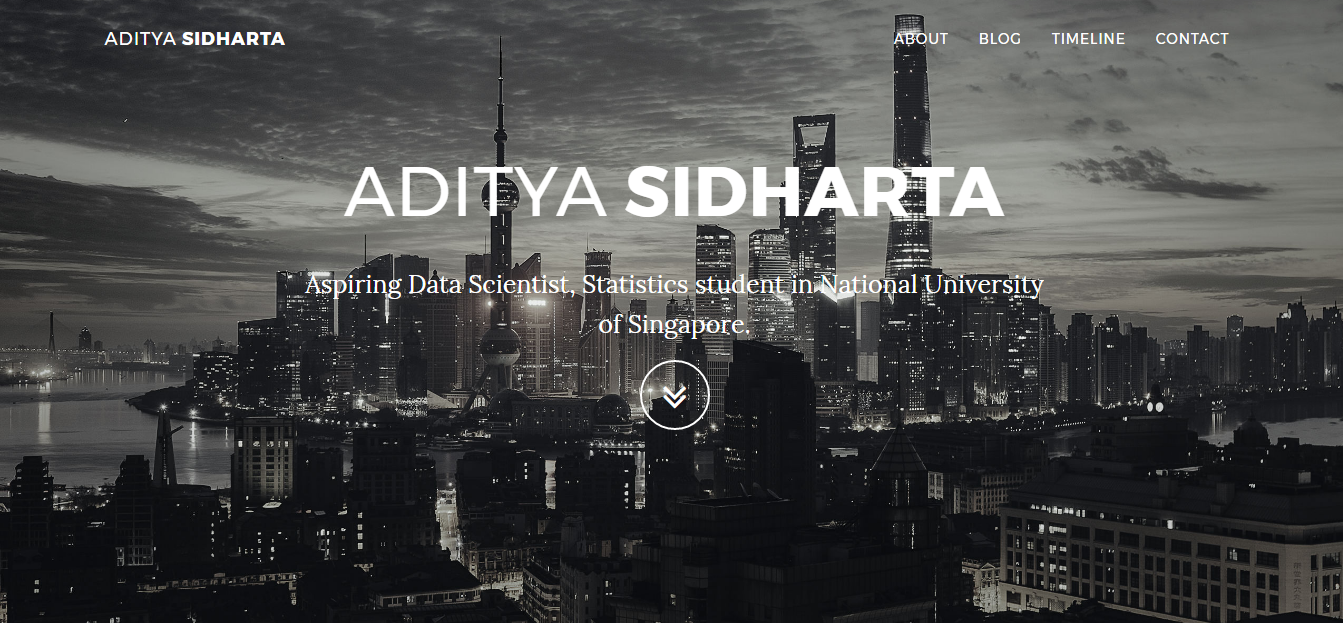 ADITYA SIDHARTA
ABOUT BLOG TIMELINE CONTACT
ADITYA SIDHARTA
Aspiring Data Scientist, Statistics student in National University
of Singapore.